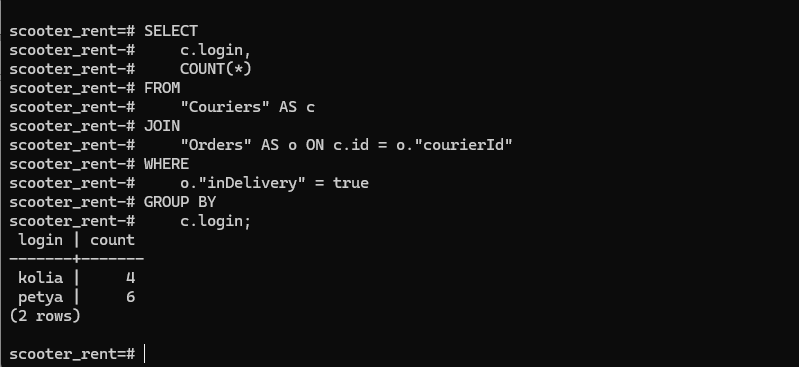 scooter_rent=# SELECT
scooter_rent-#     c.login,
scooter_rent-#     COUNT(*)
scooter_rent-# FROM
scooter_rent-#     "Couriers" AS c
scooter_rent-# JOIN
scooter_rent-#     "Orders" AS o ON c.id = o."courierId"
scooter_rent-# WHERE
scooter_rent-#     o."inDelivery" = true
scooter_rent-# GROUP BY
scooter_rent-#     c.login;
 login | count
-------+-------
 kolia |     4
 petya |     6
(2 rows)
scooter_rent=#